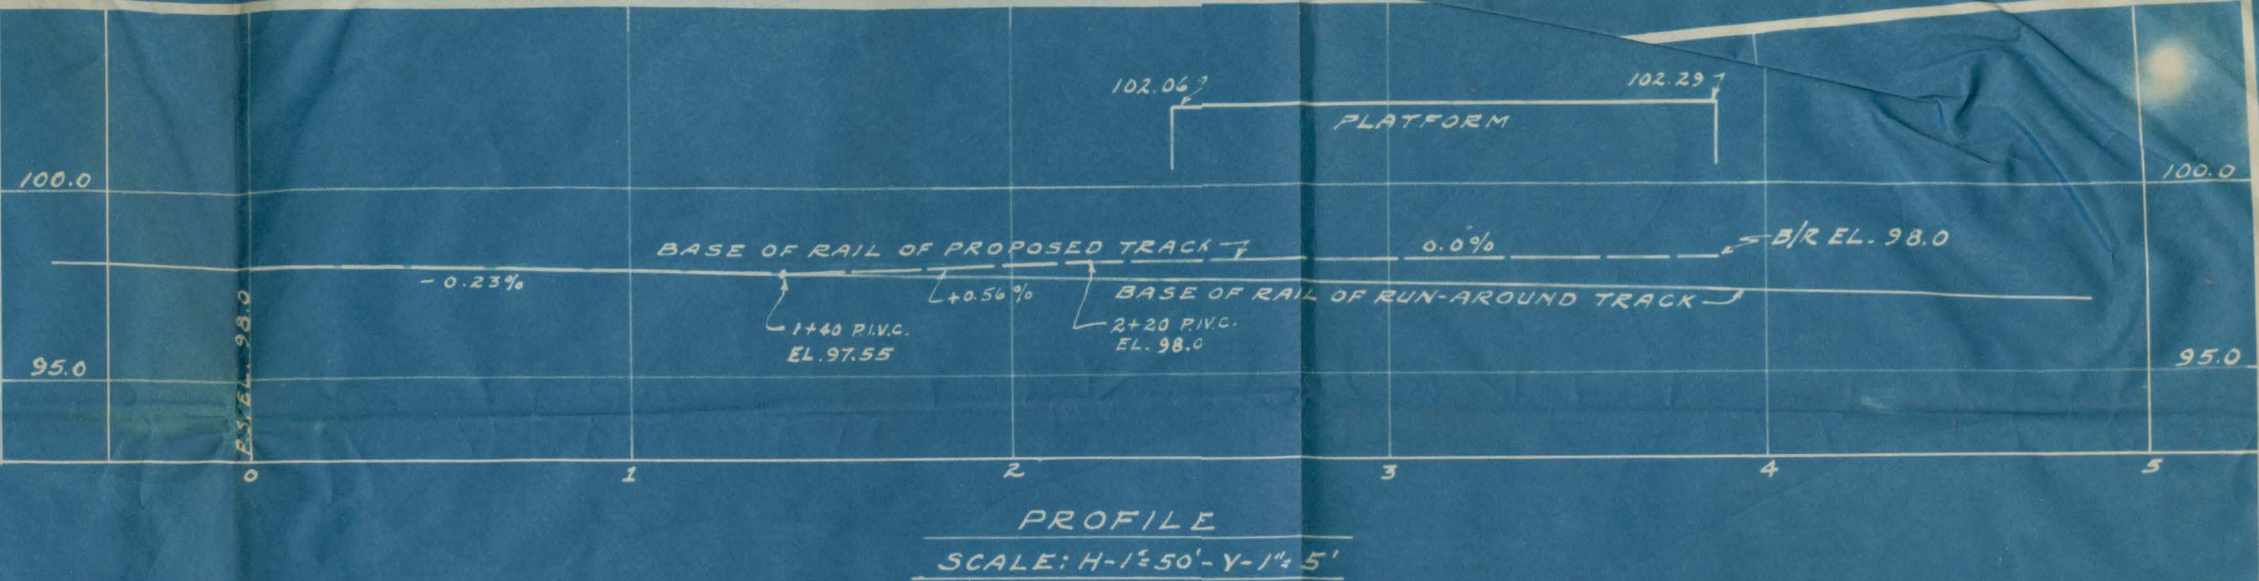 102.06
102.29
PLATFORM
100.0
100.0
BASE OF RAIL OF PROPOSED TRACK
0.0%
B/R EL. 98.0
- 0.23%
+0.56%
BASE OF RAIL OF RUN-AROUND TRACK
1+40 P.I.V.C.
EL. 97.55
2+20 P.I.V.C.
EL. 98.0
P.S. EL. 98.0
95.0
95.0
0
1
2
3
4
5
PROFILE
SCALE: H-1"=50'-V-1"=5'